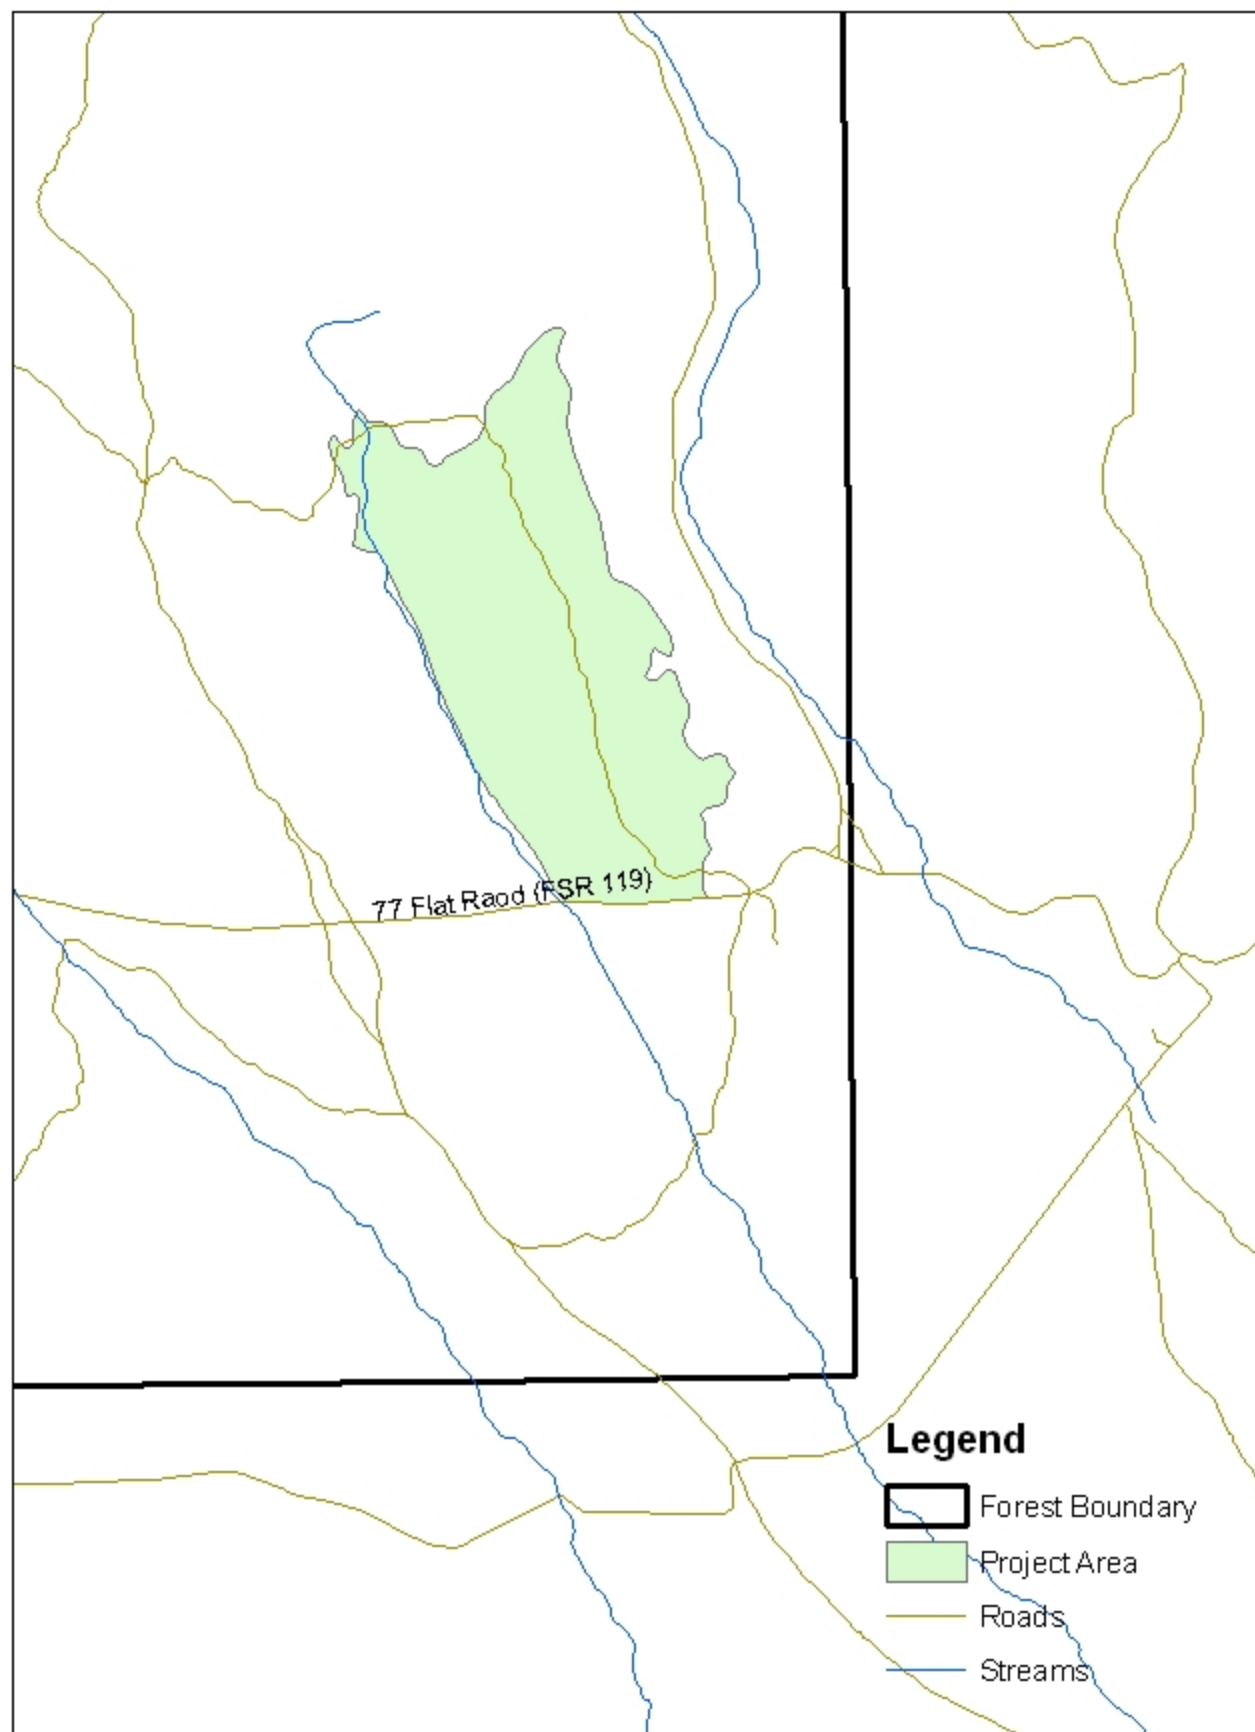 77 Flat Raod (FSR 119)
Legend
Forest Boundary
Project Area
Roads
Streams